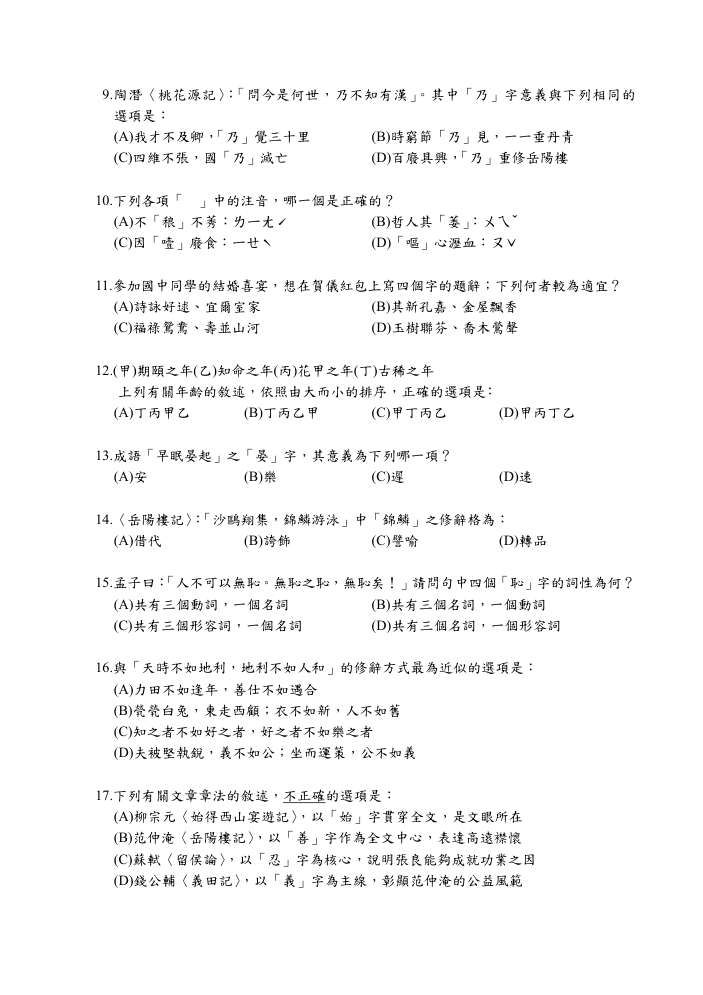 9.陶潛〈桃花源記〉：「問今是何世，乃不知有漢」。其中「乃」字意義與下列相同的
選項是：
(A)我才不及卿，「乃」覺三十里 (B)時窮節「乃」見，一一垂丹青
(C)四維不張，國「乃」滅亡 (D)百廢具興，「乃」重修岳陽樓
10.下列各項「　」中的注音，哪一個是正確的？
(A)不「稂」不莠：ㄌㄧㄤˊ (B)哲人其「萎」：ㄨㄟˇ
(C)因「噎」廢食：ㄧㄝˋ (D)「嘔」心瀝血：ㄡˇ
11.參加國中同學的結婚喜宴，想在賀儀紅包上寫四個字的題辭；下列何者較為適宜？
(A)詩詠好逑、宜爾室家 (B)其新孔嘉、金屋飄香
(C)福祿鴛鴦、壽並山河 (D)玉樹聯芬、喬木鶯聲
12.(甲)期頤之年(乙)知命之年(丙)花甲之年(丁)古稀之年
上列有關年齡的敘述，依照由大而小的排序，正確的選項是：
(A)丁丙甲乙 (B)丁丙乙甲 (C)甲丁丙乙 (D)甲丙丁乙
13.成語「早眠晏起」之「晏」字，其意義為下列哪一項？
(A)安 (B)樂 (C)遲 (D)速
14.〈岳陽樓記〉：「沙鷗翔集，錦鱗游泳」中「錦鱗」之修辭格為：
(A)借代 (B)誇飾 (C)譬喻 (D)轉品
15.孟子曰：「人不可以無恥。無恥之恥，無恥矣！」請問句中四個「恥」字的詞性為何？
(A)共有三個動詞，一個名詞 (B)共有三個名詞，一個動詞
(C)共有三個形容詞，一個名詞 (D)共有三個名詞，一個形容詞
16.與「天時不如地利，地利不如人和」的修辭方式最為近似的選項是：
(A)力田不如逢年，善仕不如遇合
(B)煢煢白兔，東走西顧；衣不如新，人不如舊
(C)知之者不如好之者，好之者不如樂之者
(D)夫被堅執銳，義不如公；坐而運策，公不如義
17.下列有關文章章法的敘述，不正確的選項是：
(A)柳宗元〈始得西山宴遊記〉，以「始」字貫穿全文，是文眼所在
(B)范仲淹〈岳陽樓記〉，以「善」字作為全文中心，表達高遠襟懷
(C)蘇軾〈留侯論〉，以「忍」字為核心，說明張良能夠成就功業之因
(D)錢公輔〈義田記〉，以「義」字為主線，彰顯范仲淹的公益風範